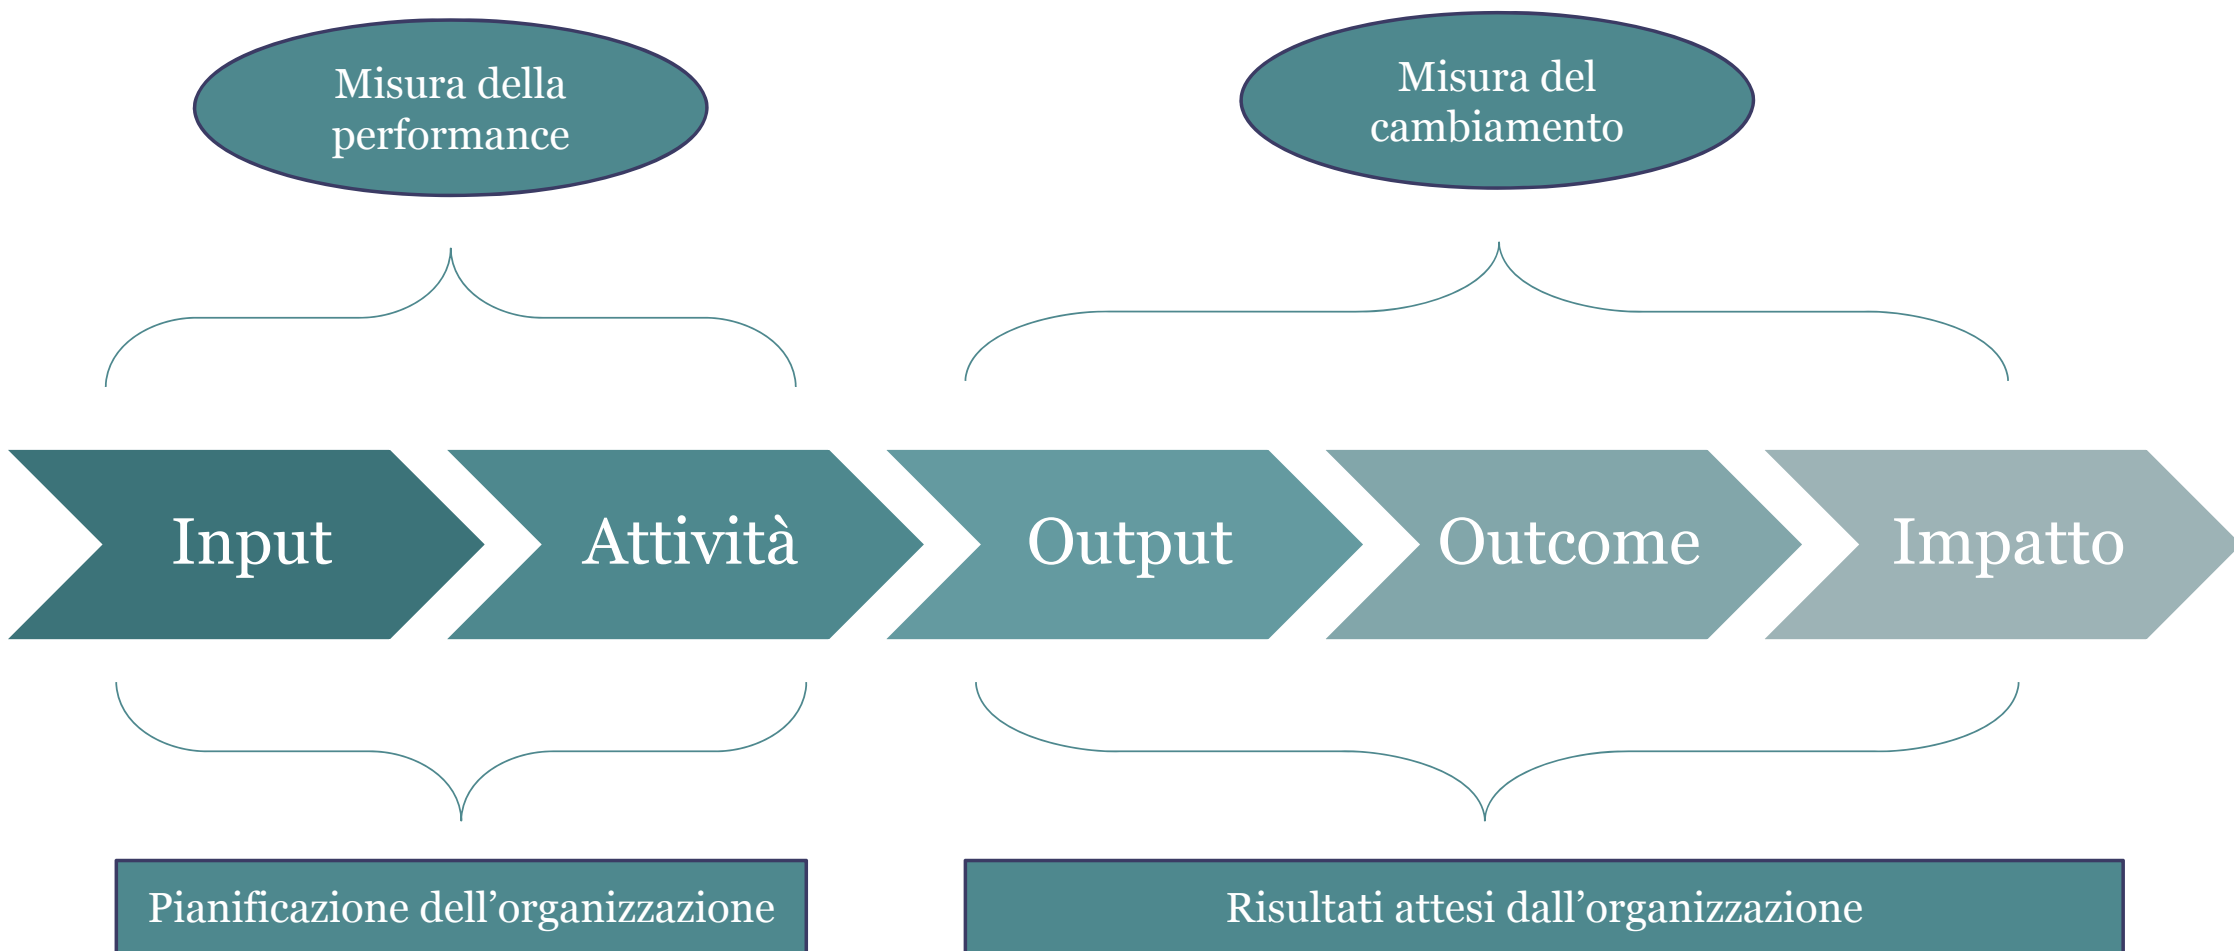 Misura della
performance
Misura del
cambiamento
Input
Attività
Output
Outcome
Impatto
Pianificazione dell’organizzazione
Risultati attesi dall’organizzazione